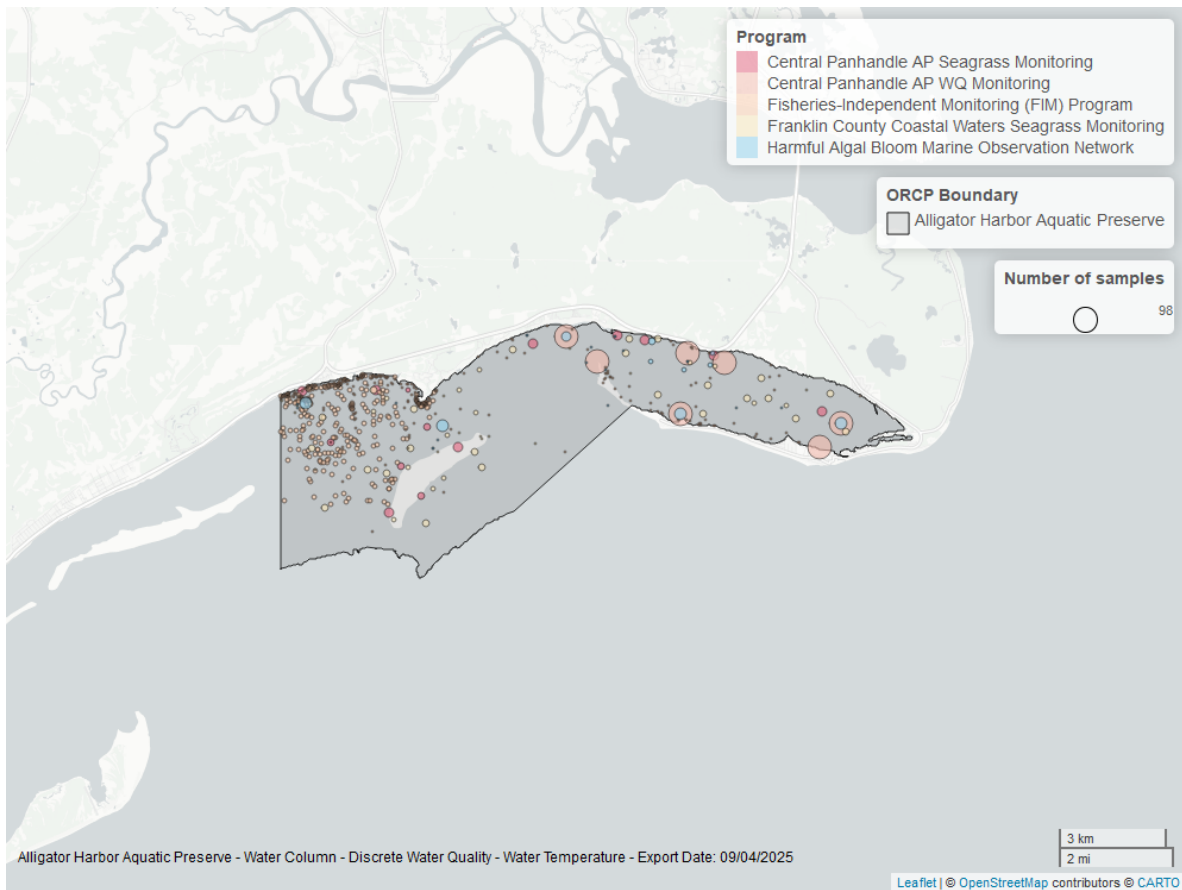 Program
Central Panhandle AP Seagrass Monitoring
Central Panhandle AP WQ Monitoring
Fisheries-Independent Monitoring (FIM) Program
Franklin County Coastal Waters Seagrass Monitoring
Harmful Algal Bloom Marine Observation Network
ORCP Boundary
Alligator Harbor Aquatic Preserve
Number of samples
98
3 km
2 mi
Alligator Harbor Aquatic Preserve - Water Column - Discrete Water Quality - Water Temperature - Export Date: 09/04/2025
Leaflet | © OpenStreetMap contributors © CARTO